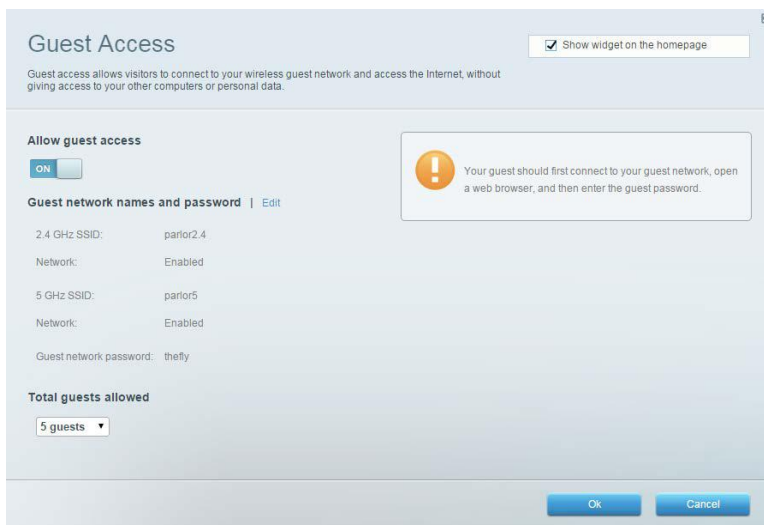 Guest Access
Show widget on the homepage
Guest access allows visitors to connect to your wireless guest network and access the Internet, without
giving access to your other computers or personal data.
Allow guest access
ON
Your guest should first connect to your guest network, open
a web browser, and then enter the guest password.
Guest network names and password | Edit
2.4 GHz SSID: parlor2.4
Network: Enabled
5 GHz SSID: parlor5
Network: Enabled
Guest network password: thefly
Total guests allowed
5 guests
Ok Cancel